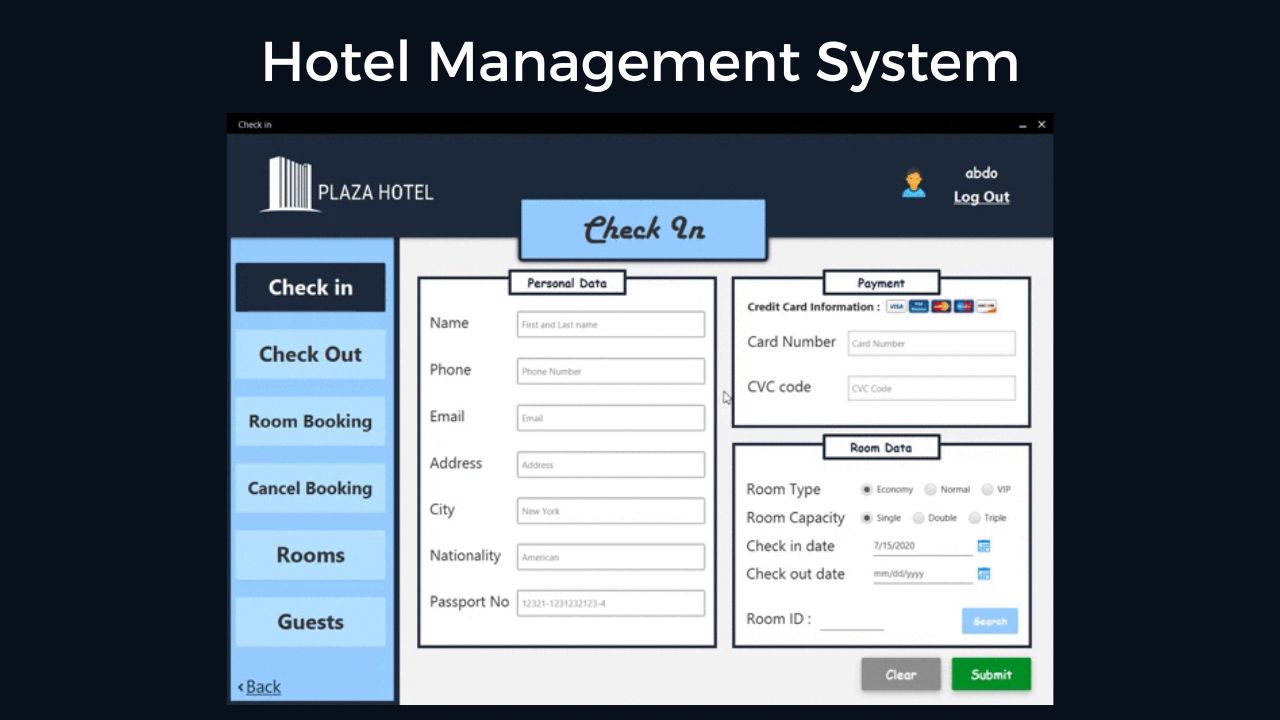 Hotel Management System
Check in
PLAZA HOTEL
abdo
Log Out
Check In
Check in
Check Out
Room Booking
Cancel Booking
Rooms
Guests
‹Back
Personal Data
Name First and Last name
Phone Phone Number
Email Email
Address Address
City New York
Nationality American
Passport No 12321-1231232123-4
Payment
Credit Card Information : VISA
Card Number Card Number
CVC code CVC Code
Room Data
Room Type Economy Normal VIP
Room Capacity Single Double Triple
Check in date 7/15/2020
Check out date mm/dd/yyyy
Room ID : Search
Clear Submit